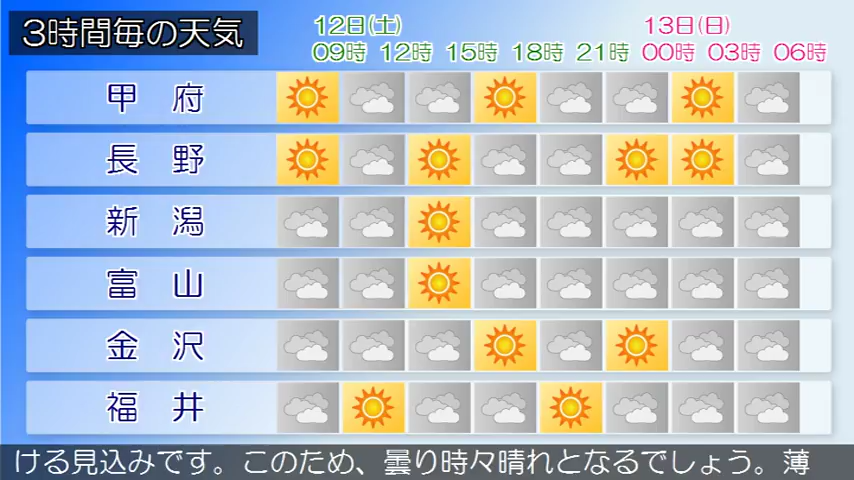 3時間毎の天気
12日(土) 13日(日)
09時 12時 15時 18時 21時 00時 03時 06時
甲府
長野
新潟
富山
金沢
福井
ける見込みです。このため、曇り時々晴れとなるでしょう。薄